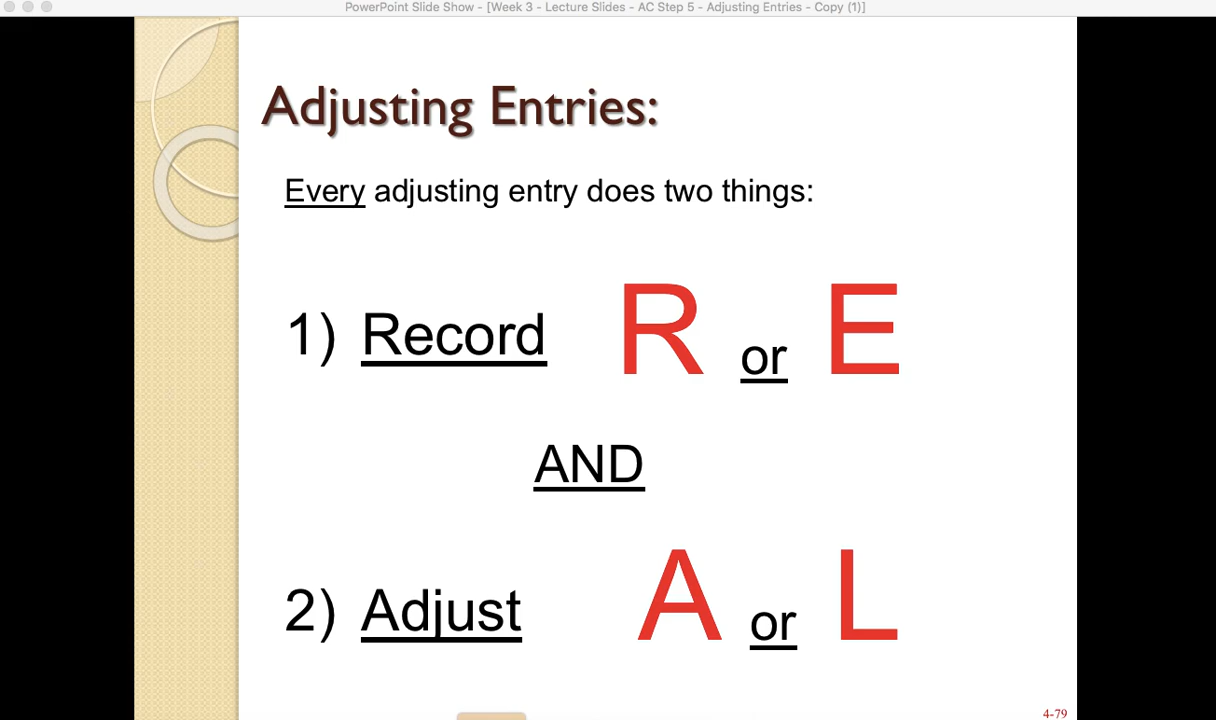 PowerPoint Slide Show - [Week 3 - Lecture Slides - AC Step 5 - Adjusting Entries - Copy (1)]
Adjusting Entries:
Every adjusting entry does two things:
1) Record R or E
AND
2) Adjust A or L
4-79